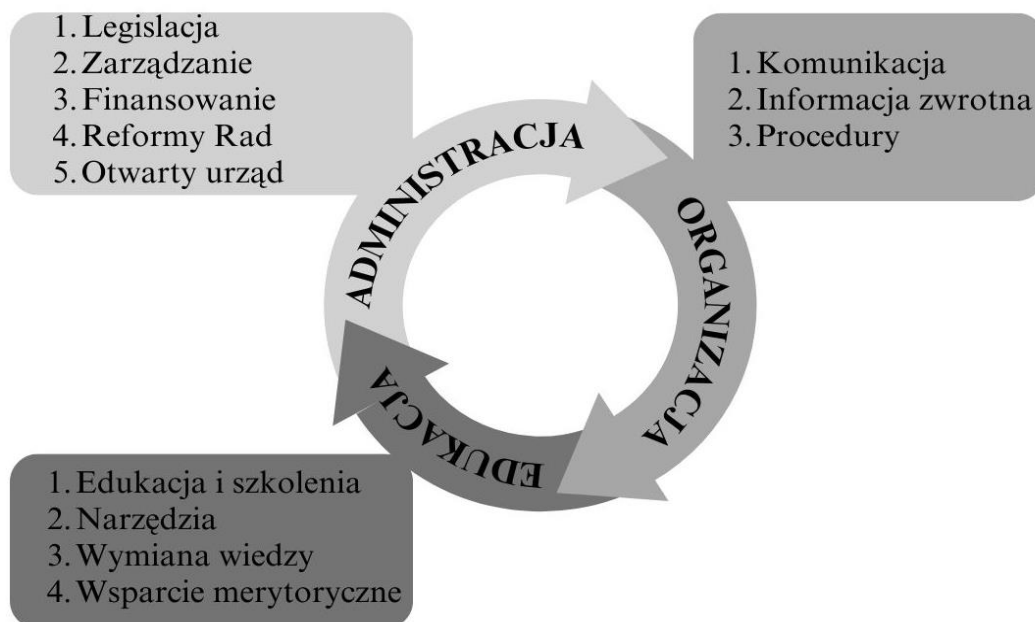 1. Legislacja
2. Zarządzanie
3. Finansowanie
4. Reformy Rad
5. Otwarty urząd
1. Komunikacja
2. Informacja zwrotna
3. Procedury
ADMINISTRACJA
ORGANIZACJA
EDUKACJA
1. Edukacja i szkolenia
2. Narzędzia
3. Wymiana wiedzy
4. Wsparcie merytoryczne